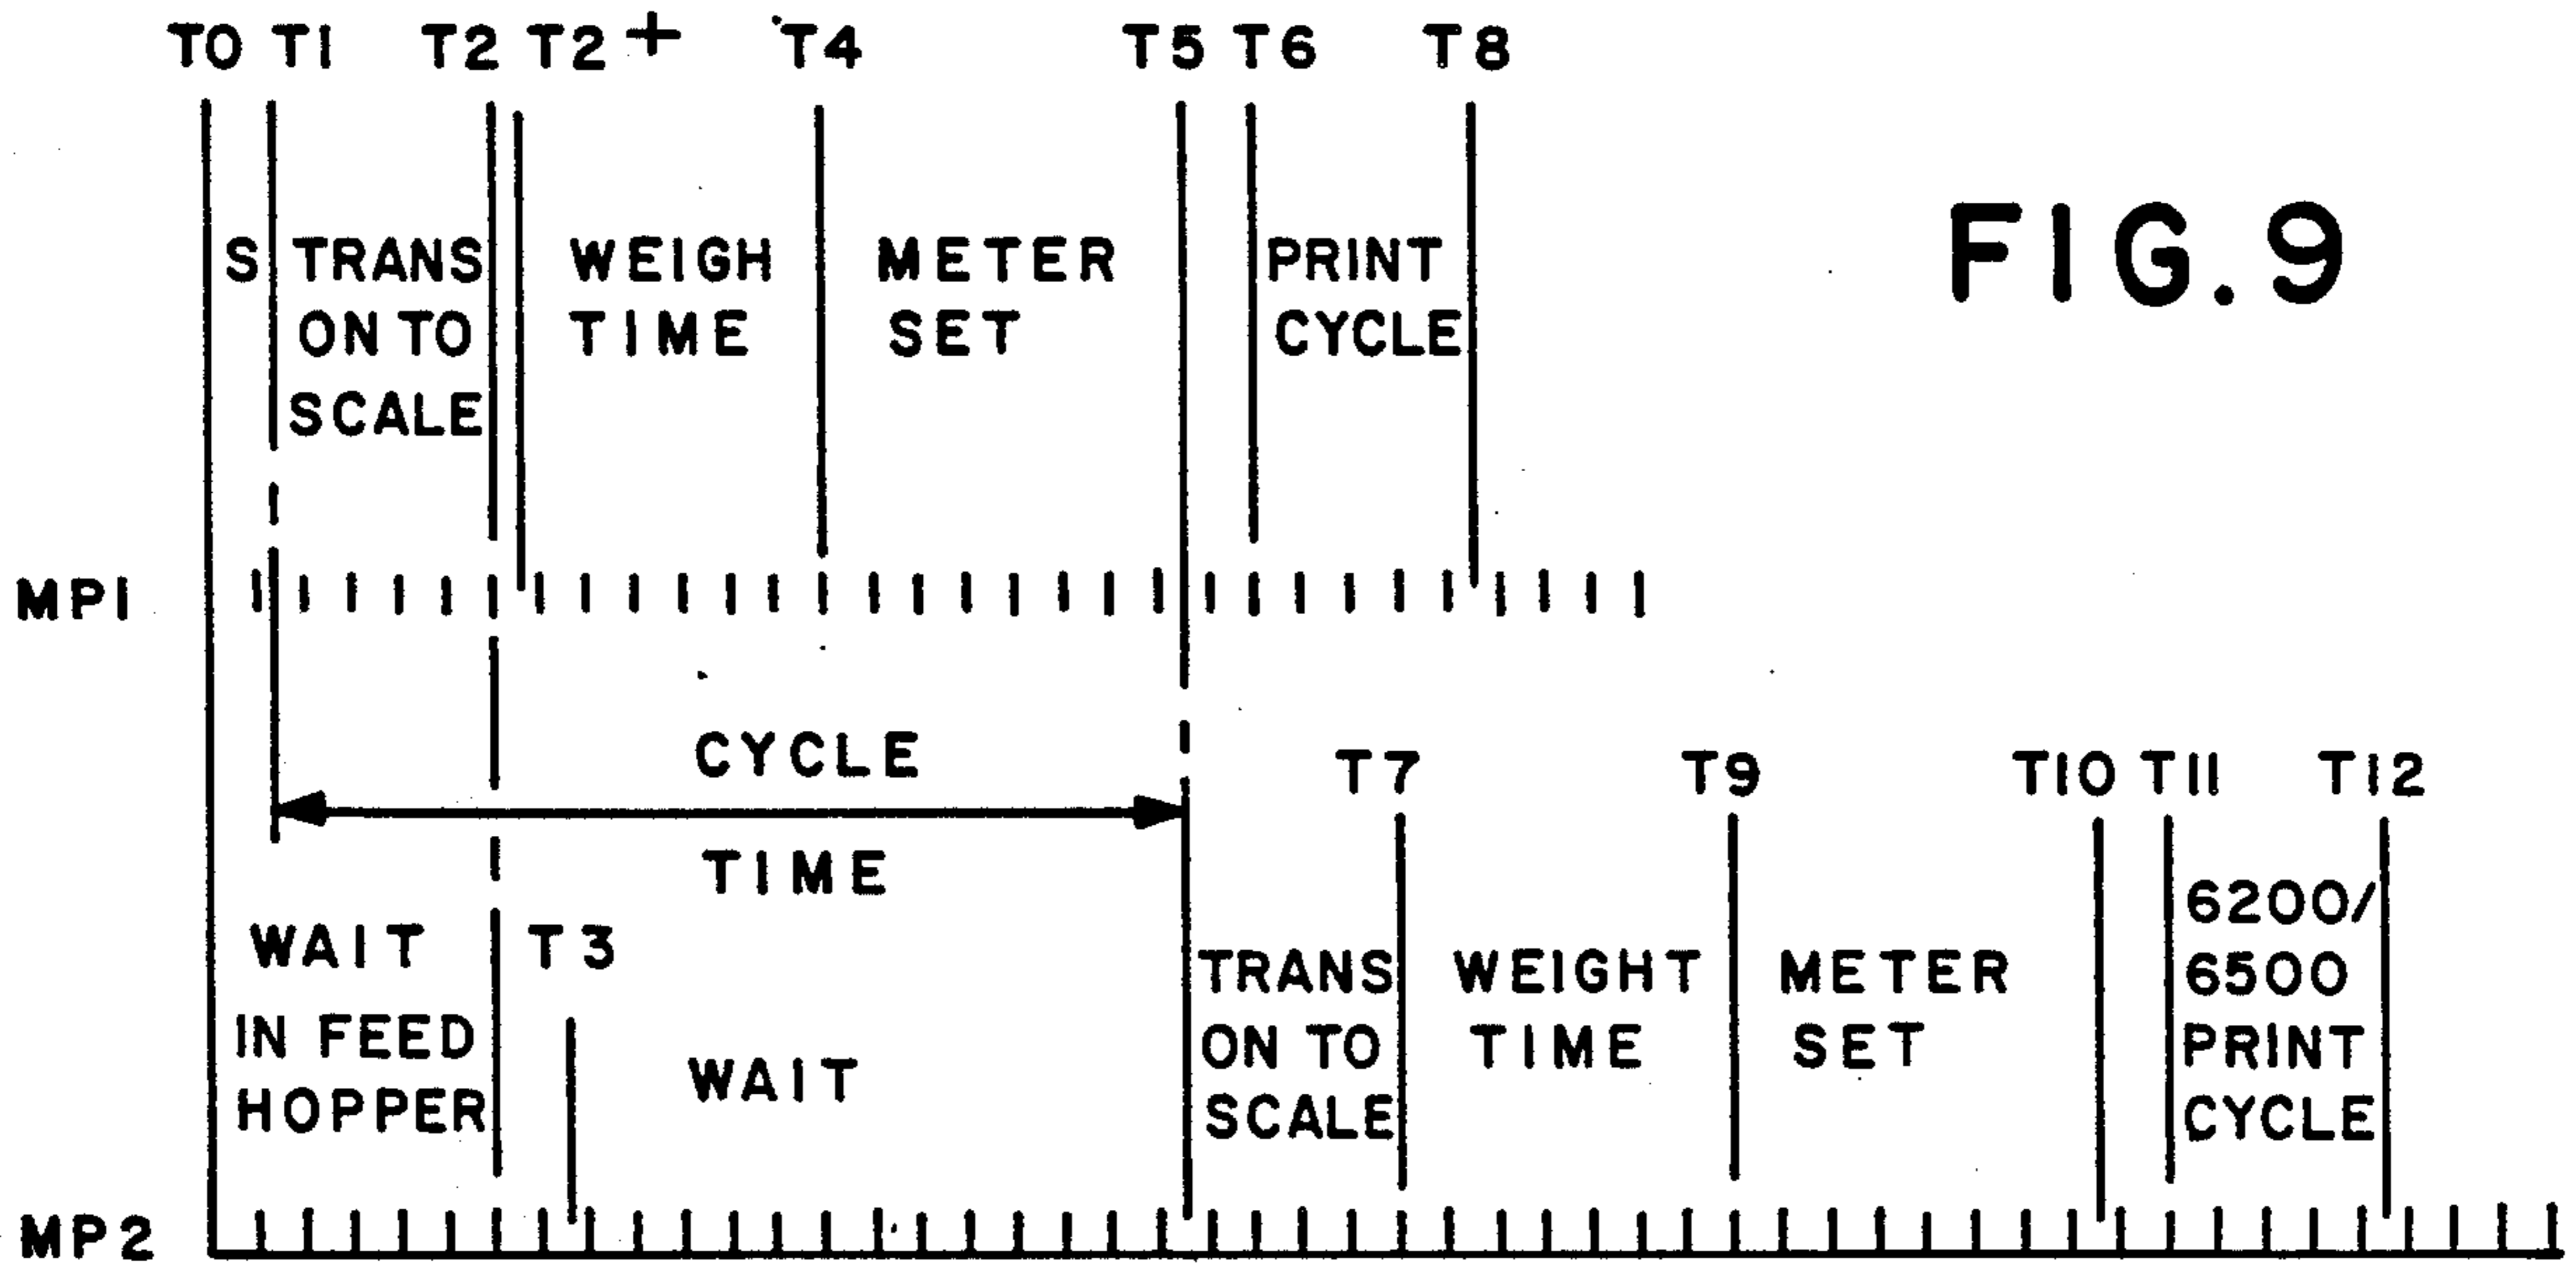 T0 T1 T2 T2+ T4 T5 T6 T8
S TRANS ON TO SCALE
WEIGH TIME
METER SET
PRINT CYCLE
FIG. 9
MP1
CYCLE TIME
T7 T9 T10 T11 T12
WAIT IN FEED HOPPER
T3
WAIT
TRANS ON TO SCALE
WEIGHT TIME
METER SET
6200/ 6500 PRINT CYCLE
MP2